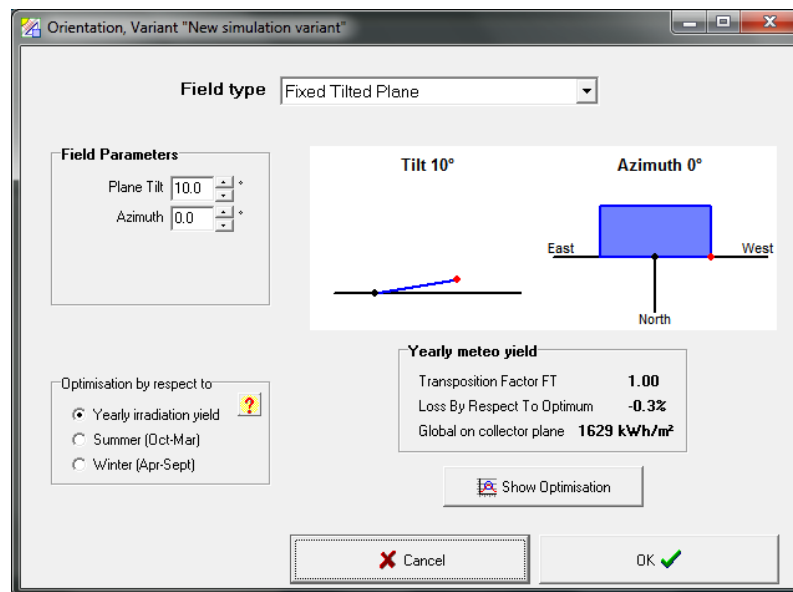 Orientation, Variant "New simulation variant"
Field type Fixed Tilted Plane
Field Parameters
Plane Tilt 10.0 °
Azimuth 0.0 °
Tilt 10° Azimuth 0°
East West
North
Optimisation by respect to
Yearly irradiation yield ?
Summer (Oct-Mar)
Winter (Apr-Sept)
Yearly meteo yield
Transposition Factor FT 1.00
Loss By Respect To Optimum -0.3%
Global on collector plane 1629 kWh/m²
Show Optimisation
Cancel OK